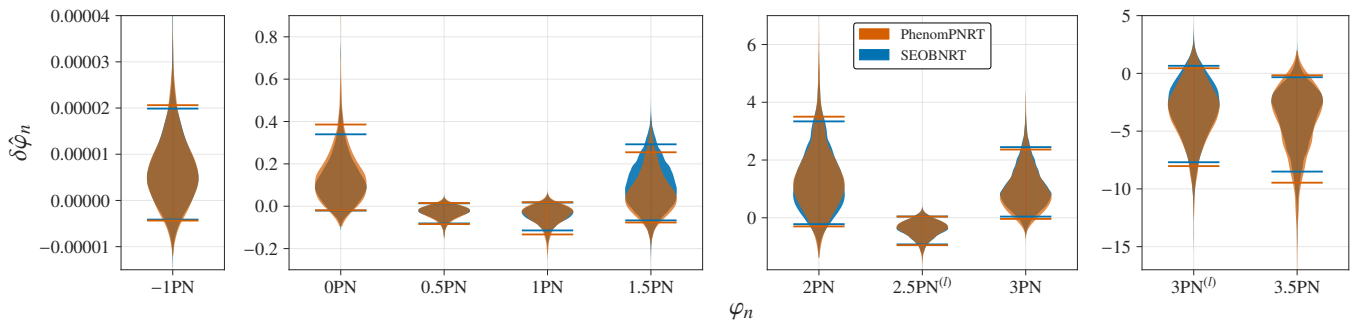 δφ̂ₙ
0.00004
0.00003
0.00002
0.00001
0.00000
−0.00001
−1PN
0.8
0.6
0.4
0.2
0.0
−0.2
0PN 0.5PN 1PN 1.5PN
6
4
2
0
PhenomPNRT
SEOBNRT
2PN 2.5PN⁽ˡ⁾ 3PN
5
0
−5
−10
−15
3PN⁽ˡ⁾ 3.5PN
φₙ